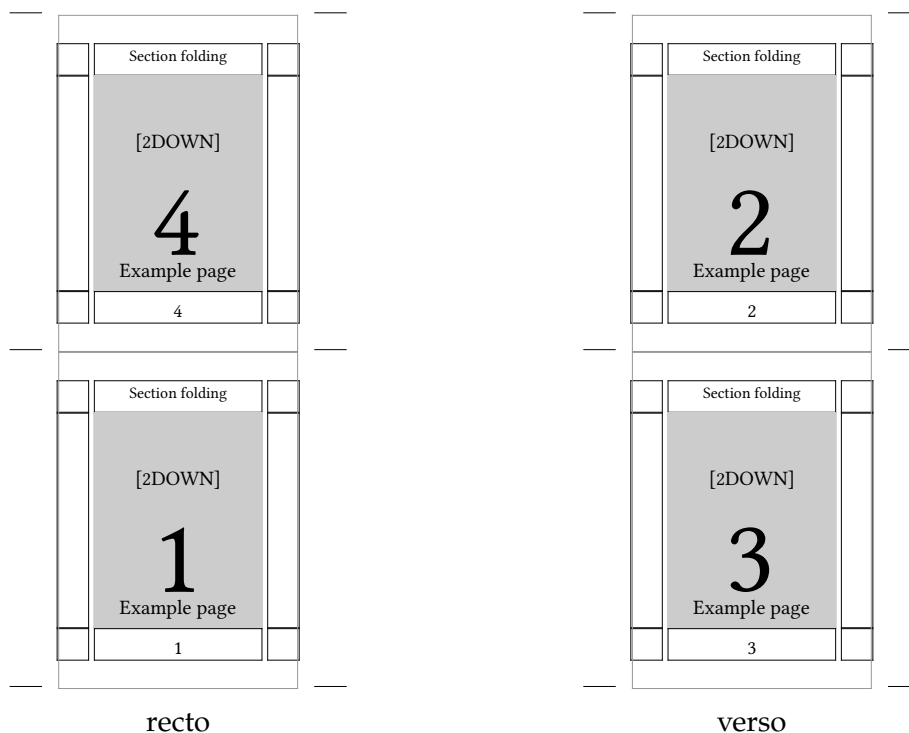 Section folding
[2DOWN]
4
Example page
4
Section folding
[2DOWN]
1
Example page
1
recto
Section folding
[2DOWN]
2
Example page
2
Section folding
[2DOWN]
3
Example page
3
verso